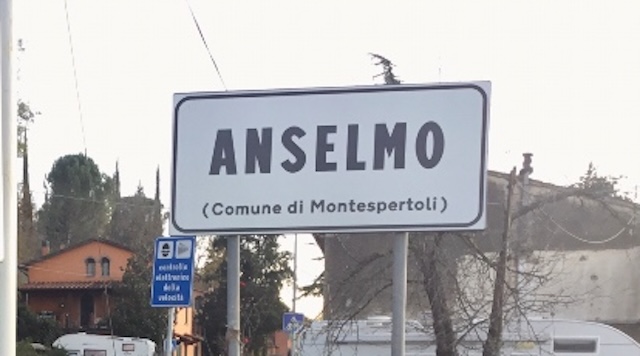 ANSELMO
(Comune di Montespertoli)
controllo
elettronico
della
velocità